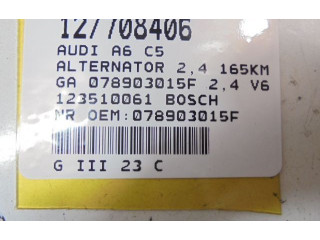 127708406
AUDI A6 C5
ALTERNATOR 2,4 165KM
GA 078903015F 2,4 V6
123510061 BOSCH
NR OEM:078903015F
G III 23 C